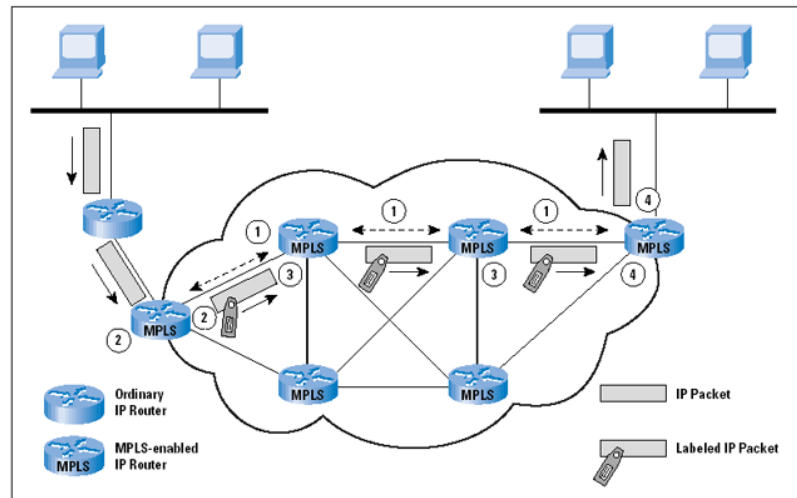 1
1
1
4
MPLS
MPLS
MPLS
3
3
4
2
MPLS
2
MPLS
MPLS
Ordinary
IP Router
MPLS
MPLS-enabled
IP Router
IP Packet
Labeled IP Packet